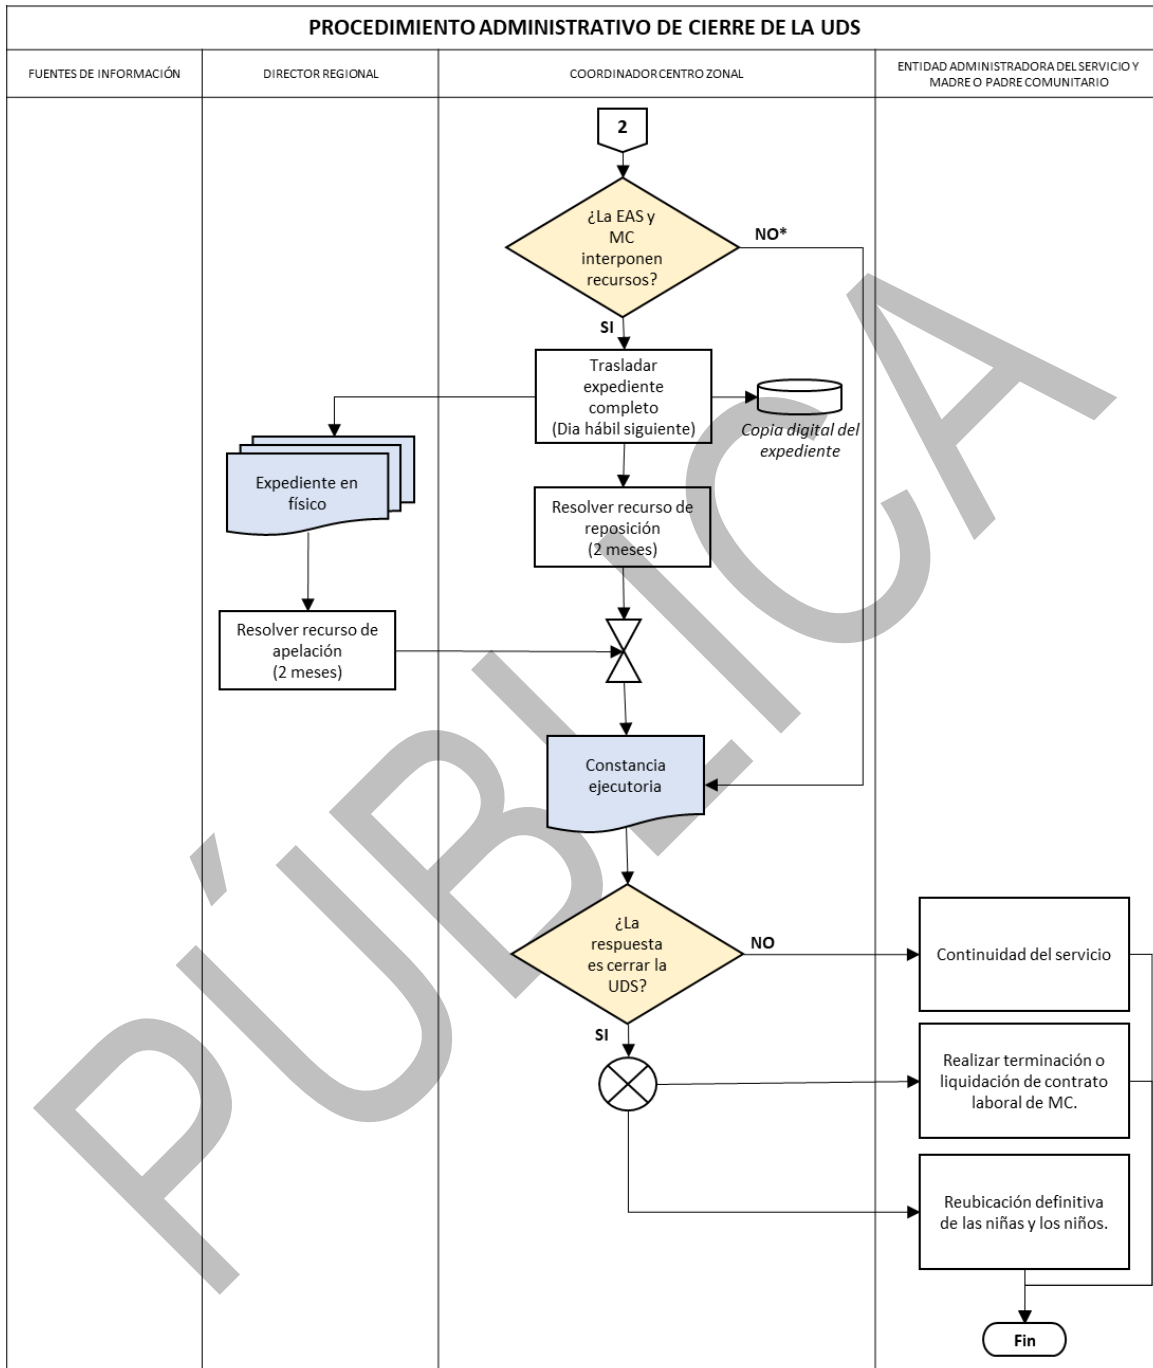 PROCEDIMIENTO ADMINISTRATIVO DE CIERRE DE LA UDS
FUENTES DE INFORMACIÓN
DIRECTOR REGIONAL
COORDINADOR CENTRO ZONAL
ENTIDAD ADMINISTRADORA DEL SERVICIO Y
MADRE O PADRE COMUNITARIO
2
¿La EAS y
MC
interponen
recursos?
NO*
SI
Trasladar
expediente
completo
(Dia hábil siguiente)
Copia digital del
expediente
Expediente en
físico
Resolver recurso de
reposición
(2 meses)
Resolver recurso de
apelación
(2 meses)
Constancia
ejecutoria
¿La
respuesta
es cerrar la
UDS?
NO
Continuidad del servicio
SI
Realizar terminación o
liquidación de contrato
laboral de MC.
Reubicación definitiva
de las niñas y los niños.
Fin
PÚBLICA